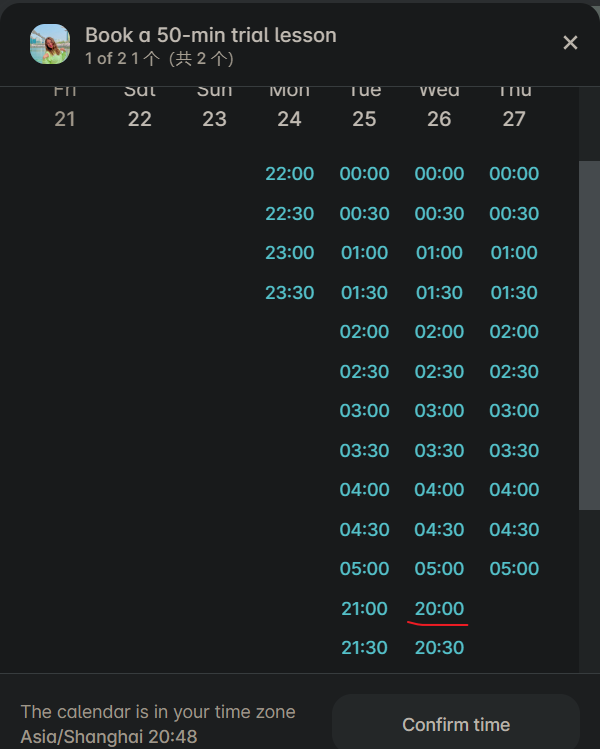 Book a 50-min trial lesson
1 of 2 1 个（共 2 个）
Fri Sat Sun Mon Tue Wed Thu
21 22 23 24 25 26 27
22:00 00:00 00:00 00:00
22:30 00:30 00:30 00:30
23:00 01:00 01:00 01:00
23:30 01:30 01:30 01:30
02:00 02:00 02:00
02:30 02:30 02:30
03:00 03:00 03:00
03:30 03:30 03:30
04:00 04:00 04:00
04:30 04:30 04:30
05:00 05:00 05:00
21:00 20:00
21:30 20:30
The calendar is in your time zone
Asia/Shanghai 20:48
Confirm time